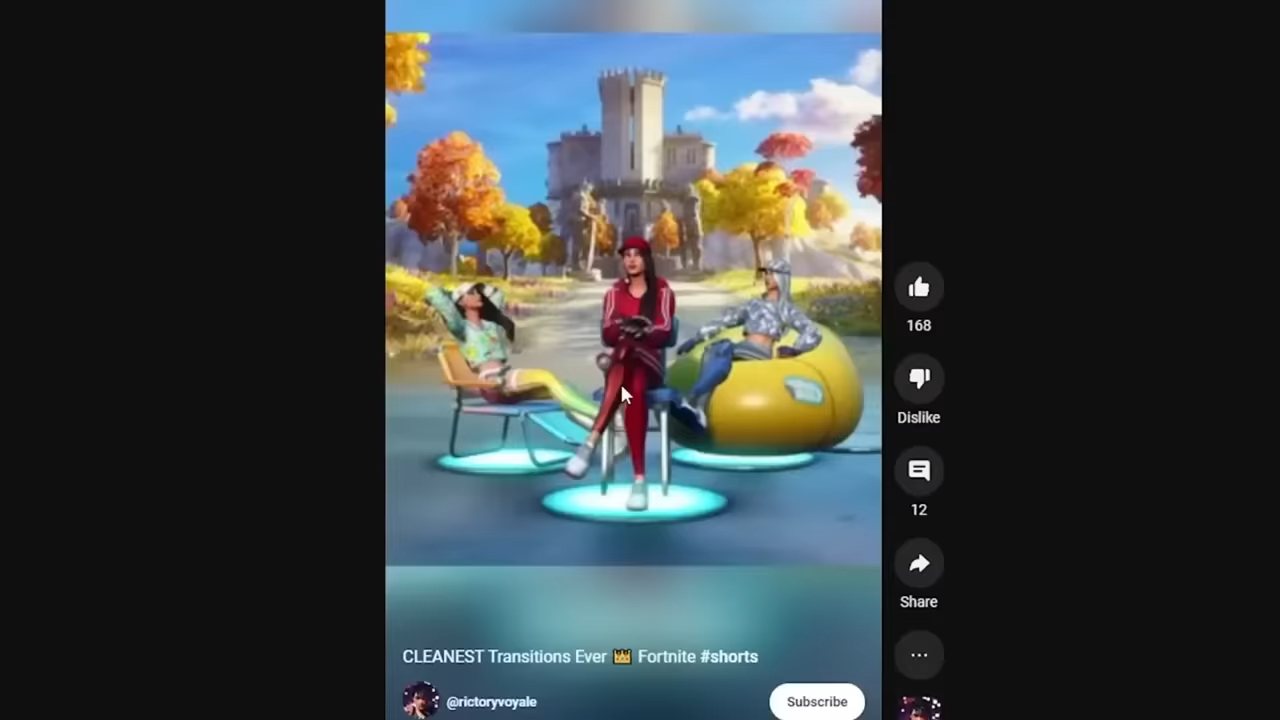 168
Dislike
12
Share
CLEANEST Transitions Ever 👑 Fortnite #shorts
@rictoryvoyale
Subscribe